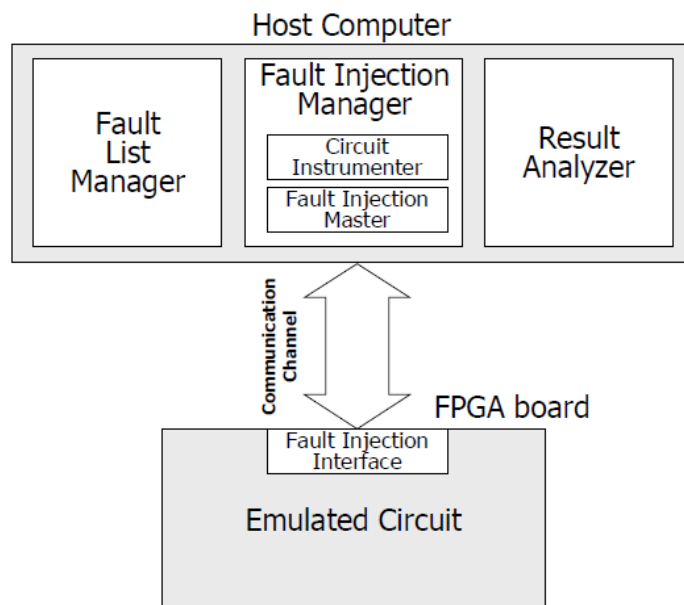 Host Computer
Fault
List
Manager
Fault Injection
Manager
Circuit
Instrumenter
Fault Injection
Master
Result
Analyzer
Communication
Channel
FPGA board
Fault Injection
Interface
Emulated Circuit